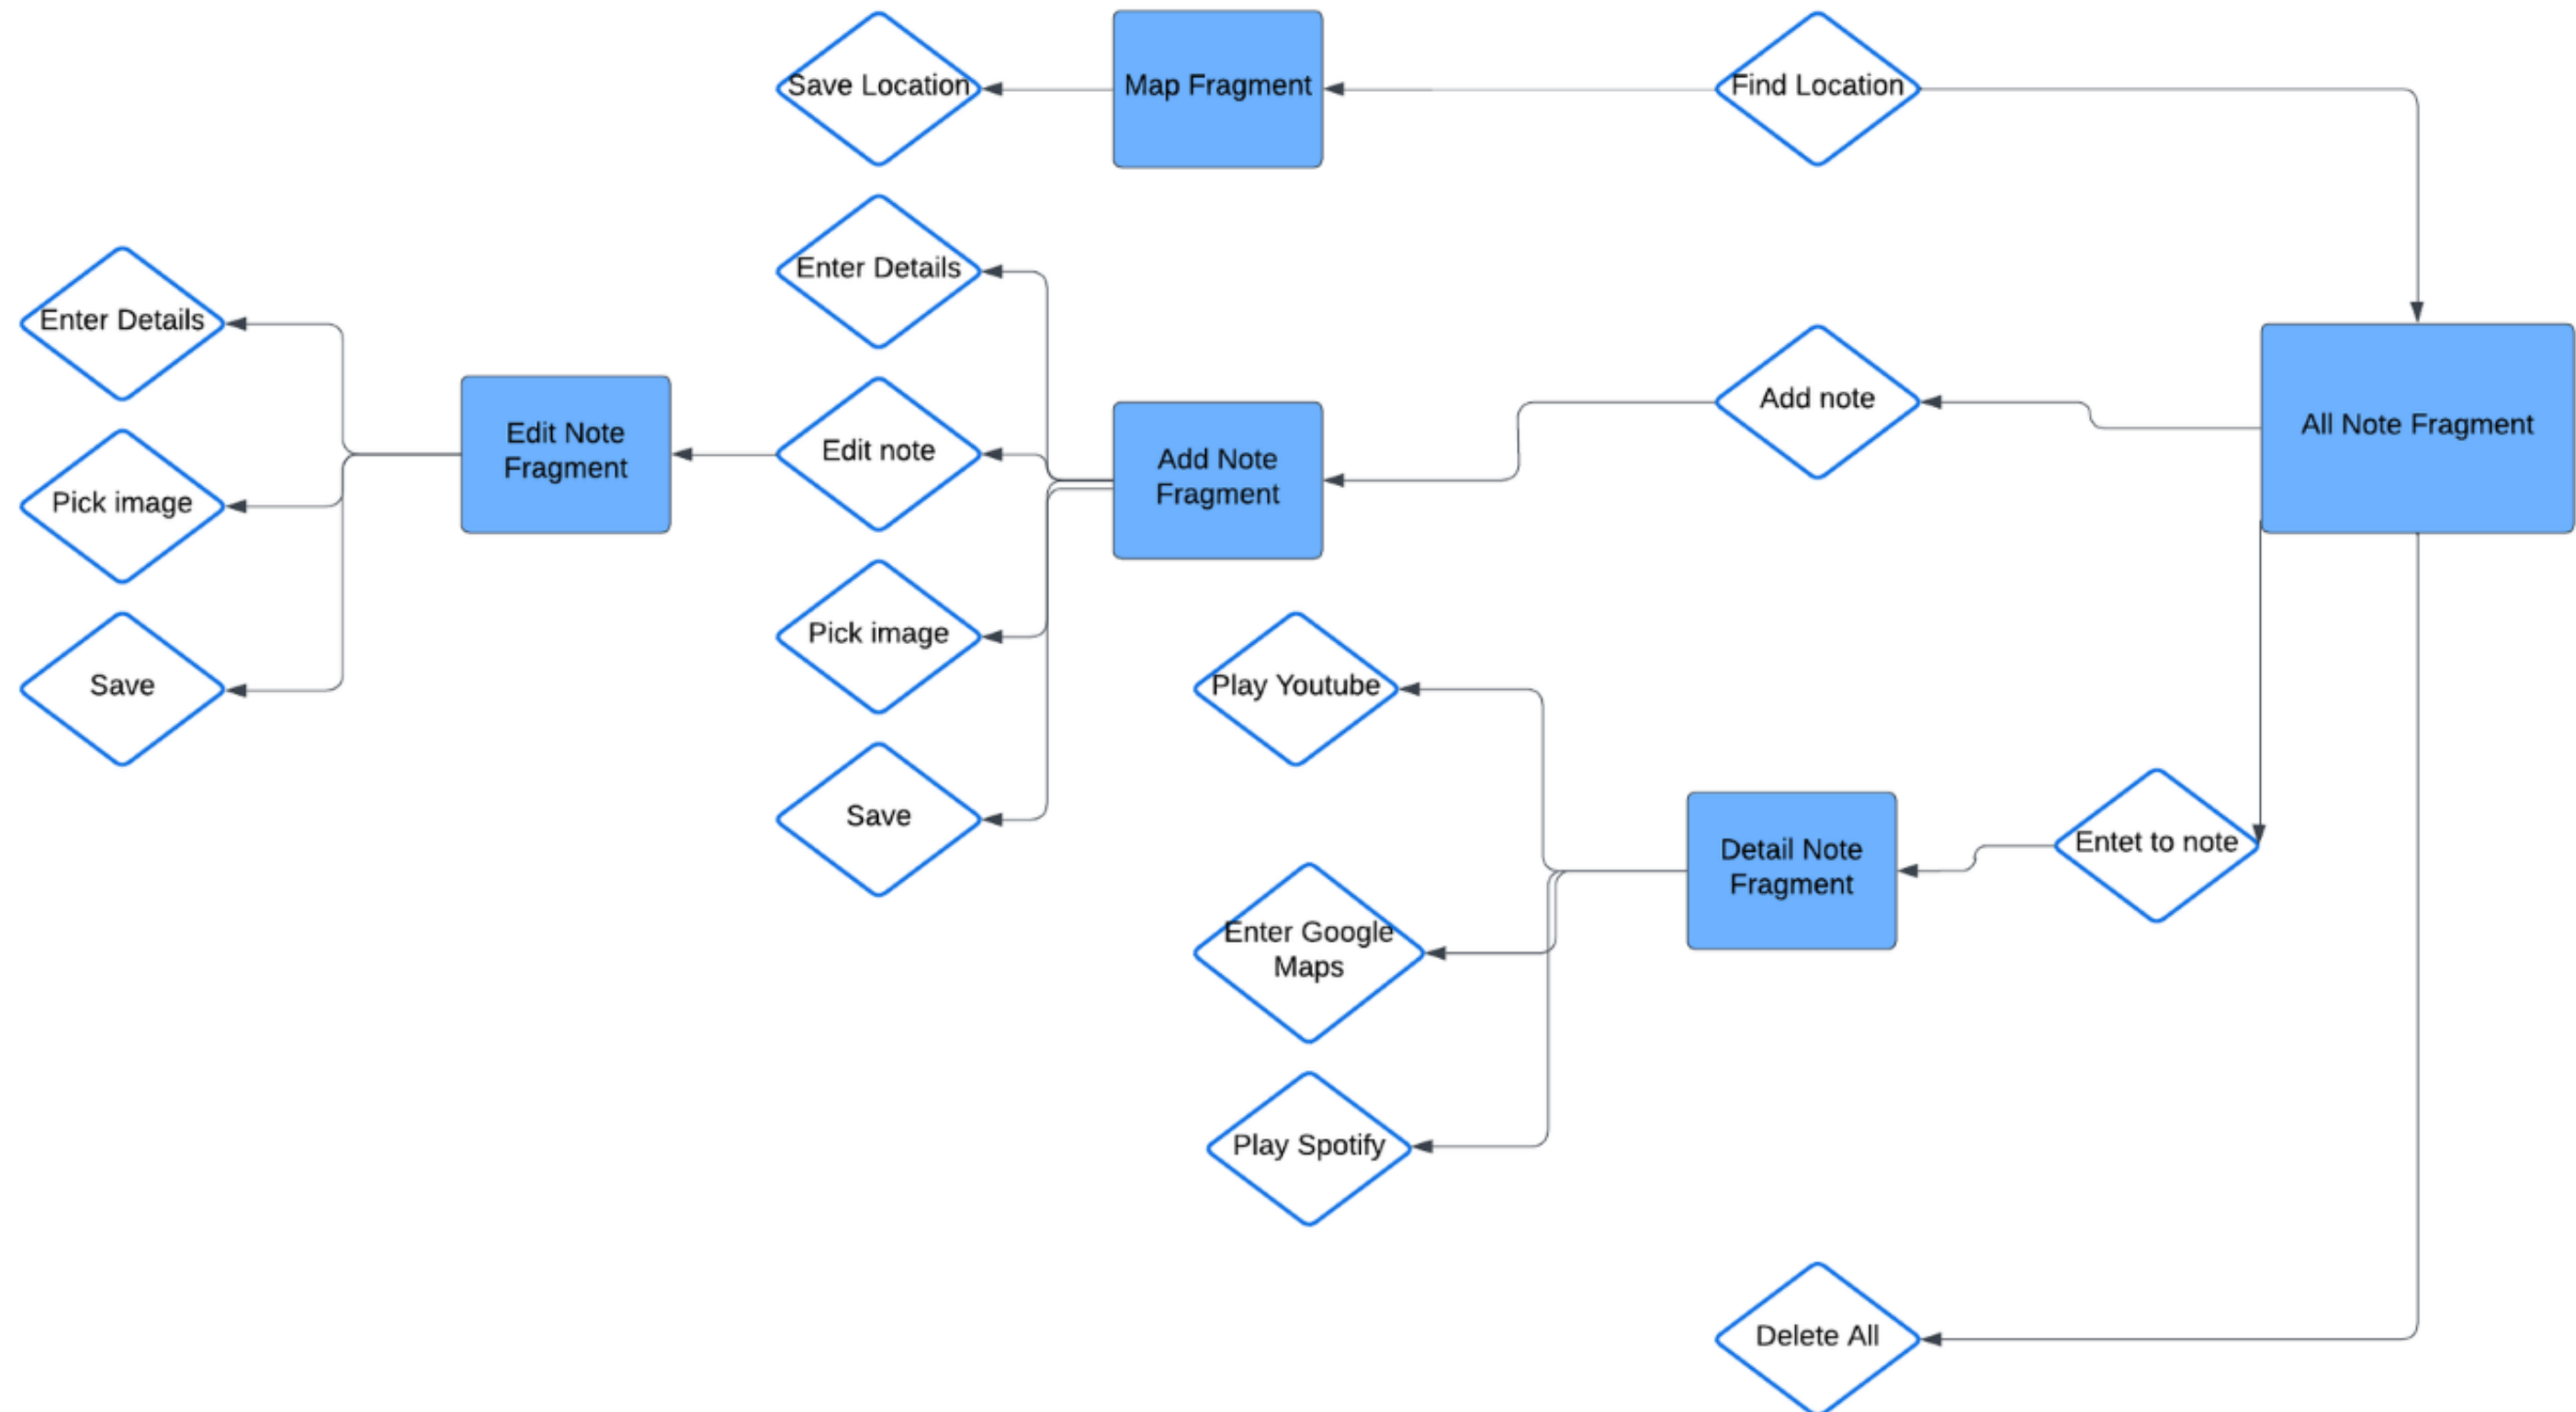 Save Location
Map Fragment
Find Location
Enter Details
Enter Details
Edit Note
Fragment
Edit note
Add Note
Fragment
Add note
All Note Fragment
Pick image
Pick image
Save
Save
Play Youtube
Detail Note
Fragment
Entet to note
Enter Google
Maps
Play Spotify
Delete All